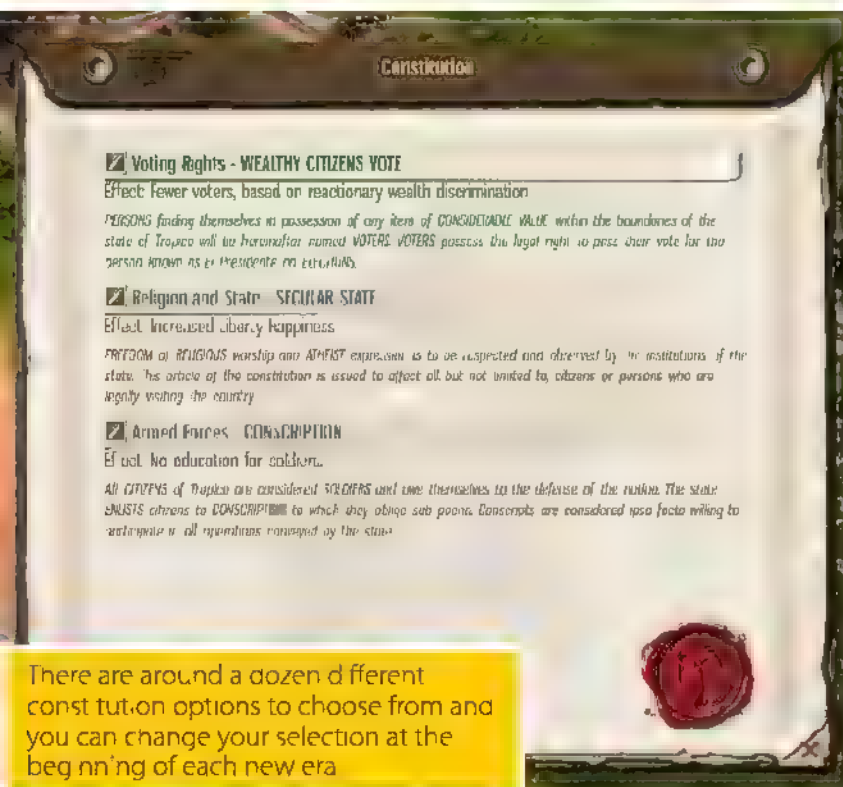 Constitution
Voting Rights - WEALTHY CITIZENS VOTE
Effect: Fewer voters, based on reactionary wealth discrimination
PERSONS finding themselves in possession of any item of CONSIDERABLE VALUE within the boundaries of the
state of Tropico will be hereinafter named VOTERS. VOTERS possess the legal right to pass their vote for the
person known as El Presidente on
Religion and State - SECULAR STATE
Effect: Increased Liberty Happiness
FREEDOM of RELIGIOUS worship and ATHEIST expression is to be respected and observed by the institutions of the
state. This article of the constitution is issued to affect all but not limited to, citizens or persons who are
legally visiting the country
Armed Forces - CONSCRIPTION
Effect: No education for soldiers.
All CITIZENS of Tropico are considered SOLDIERS and owe themselves to the defense of the nation. The state
ENLISTS citizens to CONSCRIPTION to which they oblige sub poena. Conscripts are considered ipso facto willing to
participate in all operations conveyed by the state
There are around a dozen different
constitution options to choose from and
you can change your selection at the
beginning of each new era